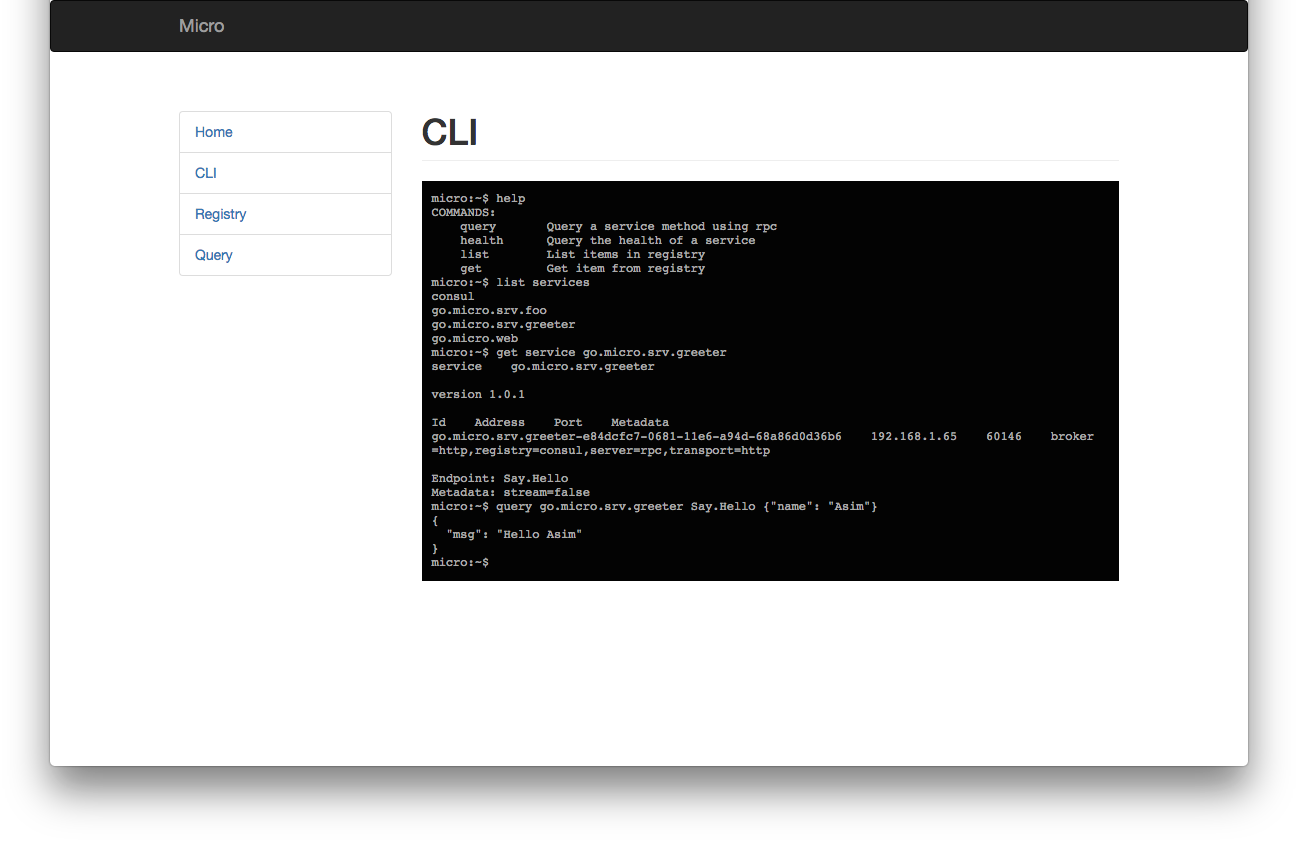 Micro
Home
CLI
Registry
Query
CLI
micro:~$ help
COMMANDS:
    query       Query a service method using rpc
    health      Query the health of a service
    list        List items in registry
    get         Get item from registry
micro:~$ list services
consul
go.micro.srv.foo
go.micro.srv.greeter
go.micro.web
micro:~$ get service go.micro.srv.greeter
service    go.micro.srv.greeter
version 1.0.1
Id    Address    Port    Metadata
go.micro.srv.greeter-e84dcfc7-0681-11e6-a94d-68a86d0d36b6    192.168.1.65    60146    broker
=http,registry=consul,server=rpc,transport=http
Endpoint: Say.Hello
Metadata: stream=false
micro:~$ query go.micro.srv.greeter Say.Hello {"name": "Asim"}
{
  "msg": "Hello Asim"
}
micro:~$